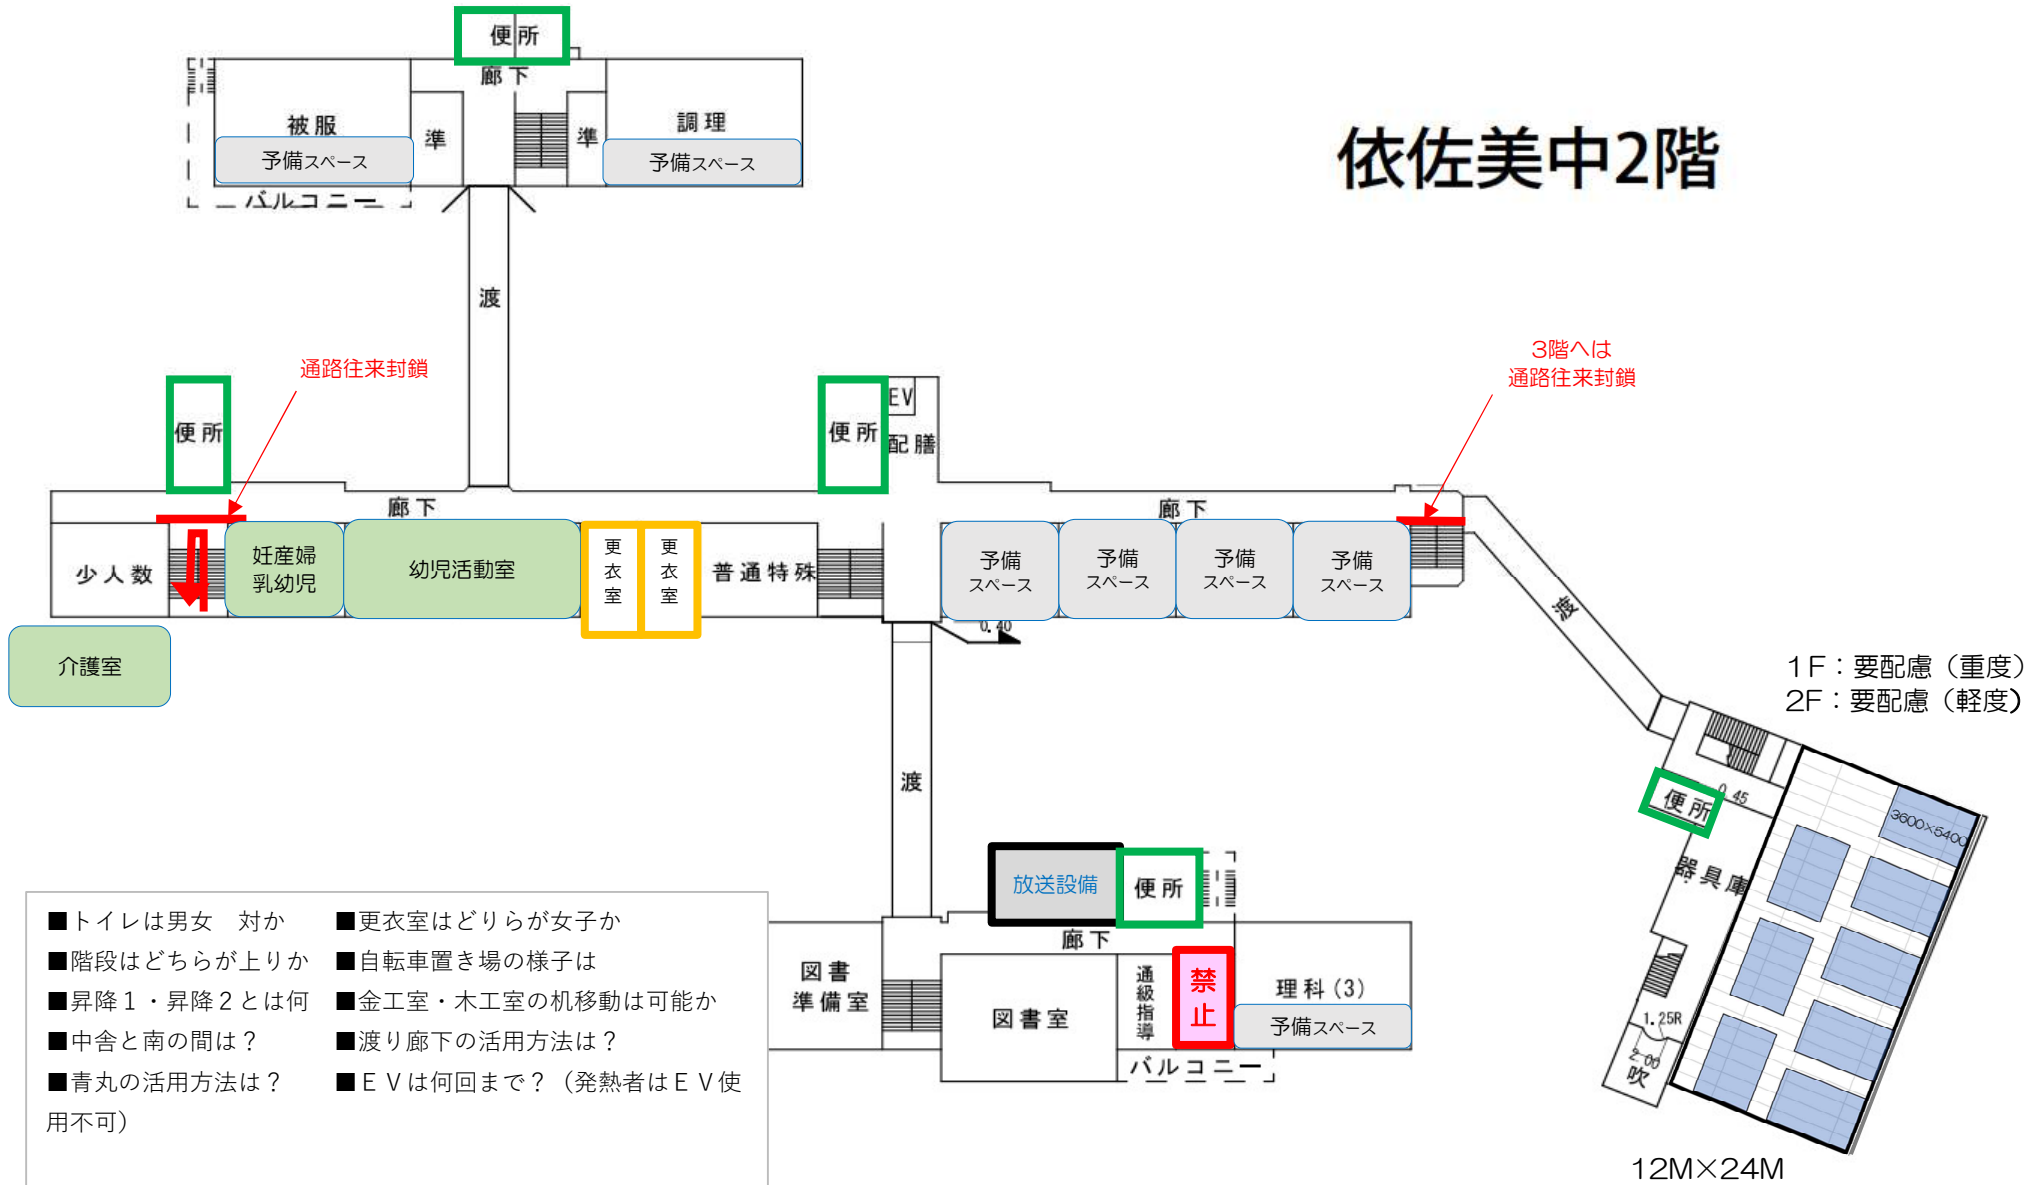 便所
廊下
被服
準
準
調理
予備スペース
予備スペース
バルコニー
依佐美中2階
渡
通路往来封鎖
3階へは
通路往来封鎖
便所
便所
EV
配膳
廊下
廊下
少人数
妊産婦
乳幼児
幼児活動室
更衣室
更衣室
普通特殊
予備
スペース
予備
スペース
予備
スペース
予備
スペース
渡
0.40
介護室
1F：要配慮（重度）
2F：要配慮（軽度）
渡
0.45
便所
3600×5400
器具庫
放送設備
便所
廊下
図書
準備室
図書室
通級指導
禁止
理科(3)
予備スペース
バルコニー
1.25R
2.00
吹
12M×24M
■トイレは男女　対か　■更衣室はどりらが女子か
■階段はどちらが上りか　■自転車置き場の様子は
■昇降１・昇降２とは何　■金工室・木工室の机移動は可能か
■中舎と南の間は？　■渡り廊下の活用方法は？
■青丸の活用方法は？　■ＥＶは何回まで？（発熱者はＥＶ使
用不可）